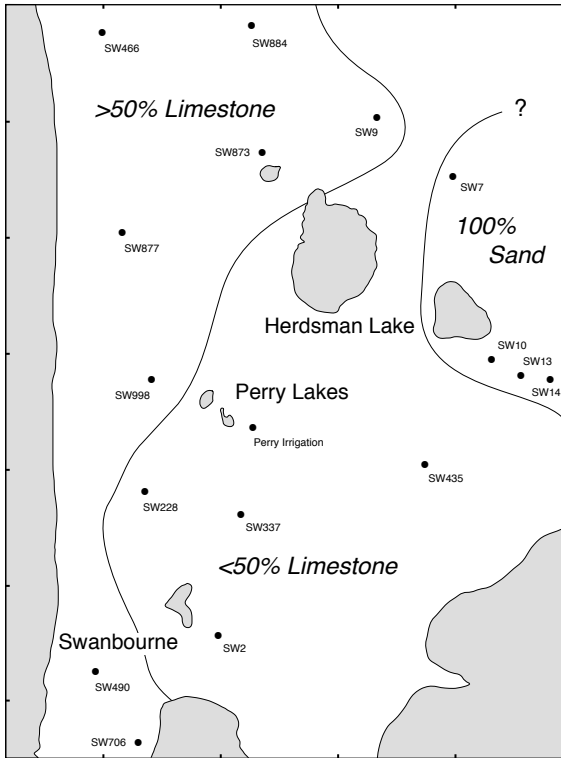 SW466
SW884
>50% Limestone
?
SW9
SW873
SW7
100%
Sand
SW877
Herdsman Lake
SW10
SW13
SW14
Perry Lakes
SW998
Perry Irrigation
SW435
SW228
SW337
<50% Limestone
Swanbourne
SW2
SW490
SW706